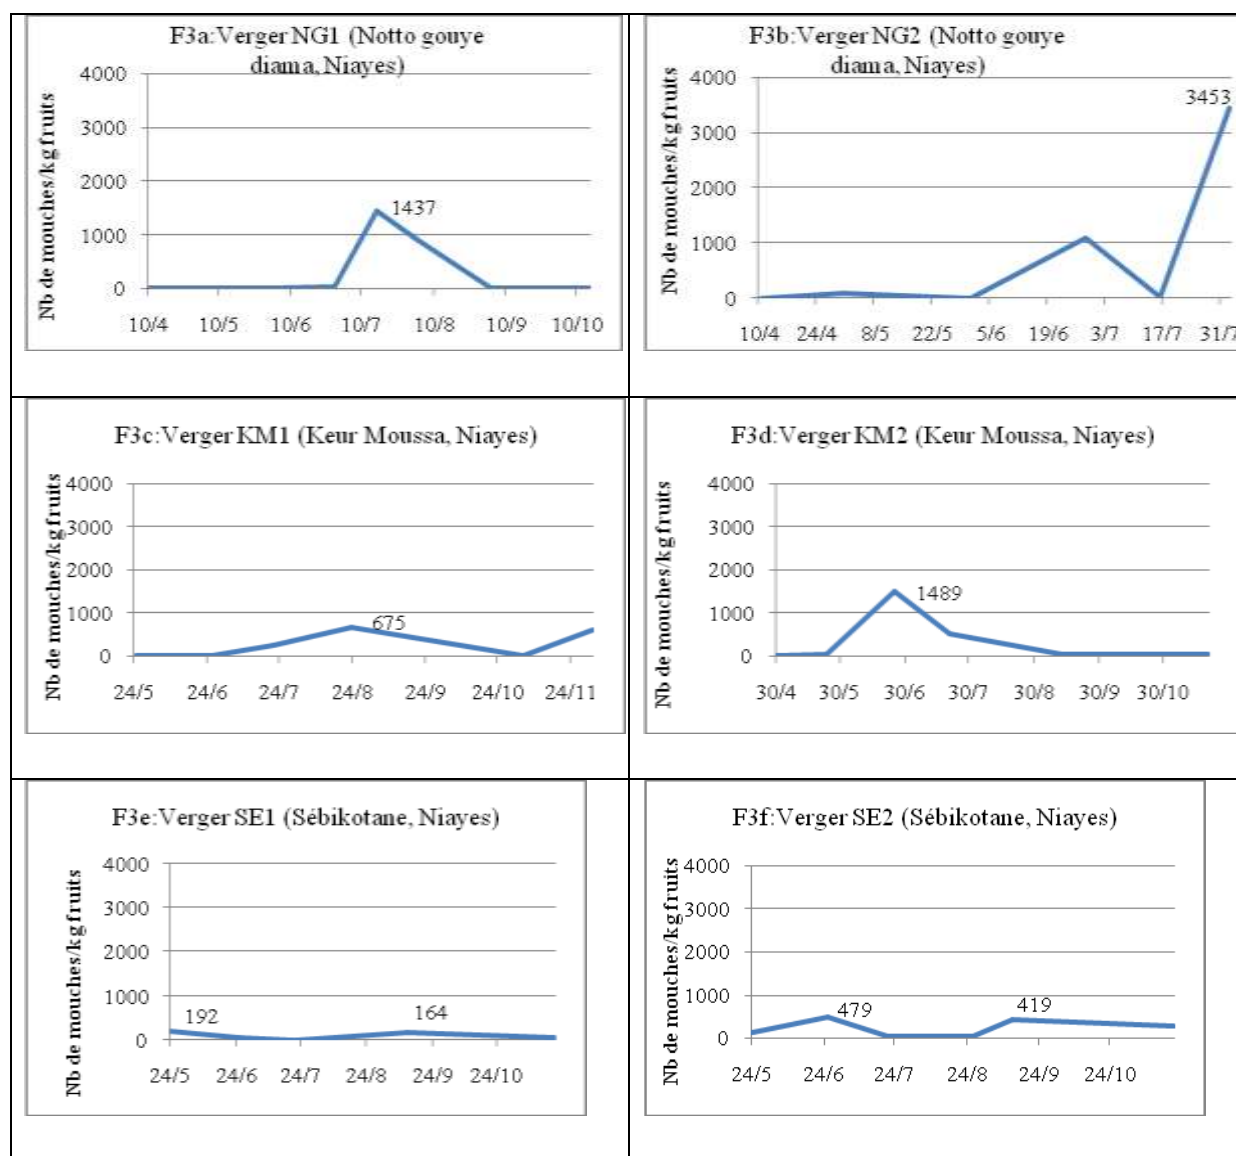 F3a:Verger NG1 (Notto gouye
diama, Niayes)
Nb de mouches/kg fruits
4000
3000
2000
1000
0
1437
10/4 10/5 10/6 10/7 10/8 10/9 10/10
F3b:Verger NG2 (Notto gouye
diama, Niayes)
Nb de mouches/kg fruits
4000
3000
2000
1000
0
3453
10/4 24/4 8/5 22/5 5/6 19/6 3/7 17/7 31/7
F3c:Verger KM1 (Keur Moussa, Niayes)
Nb de mouches/kg fruits
4000
3000
2000
1000
0
675
24/5 24/6 24/7 24/8 24/9 24/10 24/11
F3d:Verger KM2 (Keur Moussa, Niayes)
Nb de mouches/kg fruits
4000
3000
2000
1000
0
1489
30/4 30/5 30/6 30/7 30/8 30/9 30/10
F3e:Verger SE1 (Sébikotane, Niayes)
Nb de mouches/kg fruits
4000
3000
2000
1000
0
192
164
24/5 24/6 24/7 24/8 24/9 24/10
F3f:Verger SE2 (Sébikotane, Niayes)
Nb de mouches/kg fruits
4000
3000
2000
1000
0
479
419
24/5 24/6 24/7 24/8 24/9 24/10